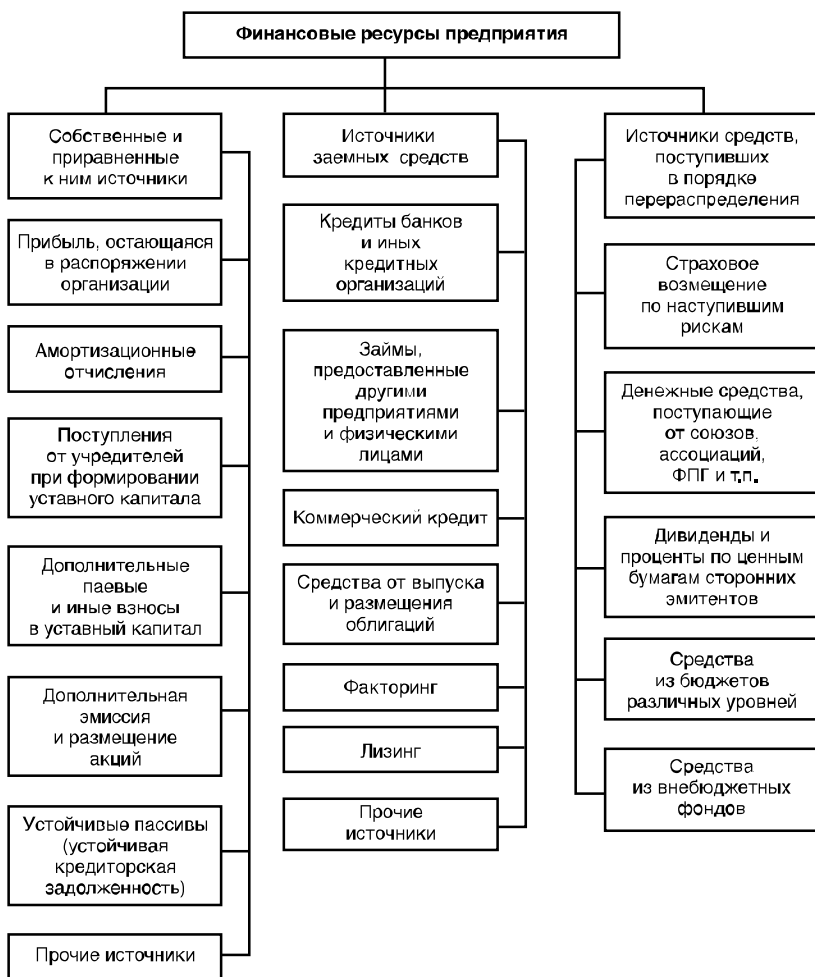 Финансовые ресурсы предприятия
Собственные и
приравненные
к ним источники
Прибыль, остающаяся
в распоряжении
организации
Амортизационные
отчисления
Поступления
от учредителей
при формировании
уставного капитала
Дополнительные
паевые
и иные взносы
в уставный капитал
Дополнительная
эмиссия
и размещение
акций
Устойчивые пассивы
(устойчивая
кредиторская
задолженность)
Прочие источники
Источники
заемных средств
Кредиты банков
и иных
кредитных
организаций
Займы,
предоставленные
другими
предприятиями
и физическими
лицами
Коммерческий кредит
Средства от выпуска
и размещения
облигаций
Факторинг
Лизинг
Прочие
источники
Источники средств,
поступивших
в порядке
перераспределения
Страховое
возмещение
по наступившим
рискам
Денежные средства,
поступающие
от союзов,
ассоциаций,
ФПГ и т.п.
Дивиденды и
проценты по ценным
бумагам сторонних
эмитентов
Средства
из бюджетов
различных уровней
Средства
из внебюджетных
фондов